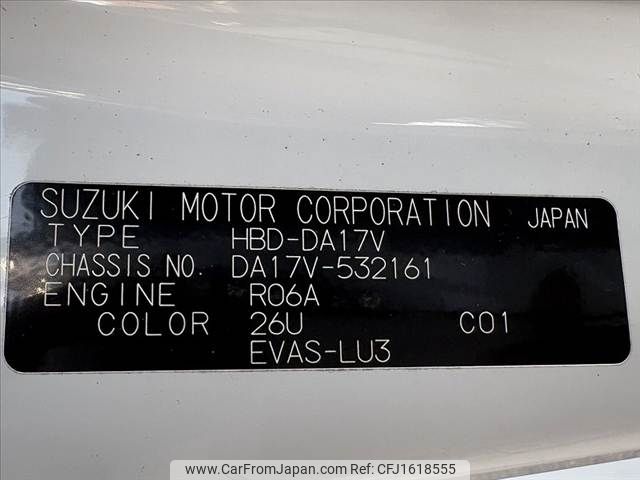 SUZUKI MOTOR CORPORATION JAPAN
TYPE HBD-DA17V
CHASSIS NO. DA17V-532161
ENGINE R06A
COLOR 26U C01
EVAS-LU3
www.CarFromJapan.com CFJ1618555